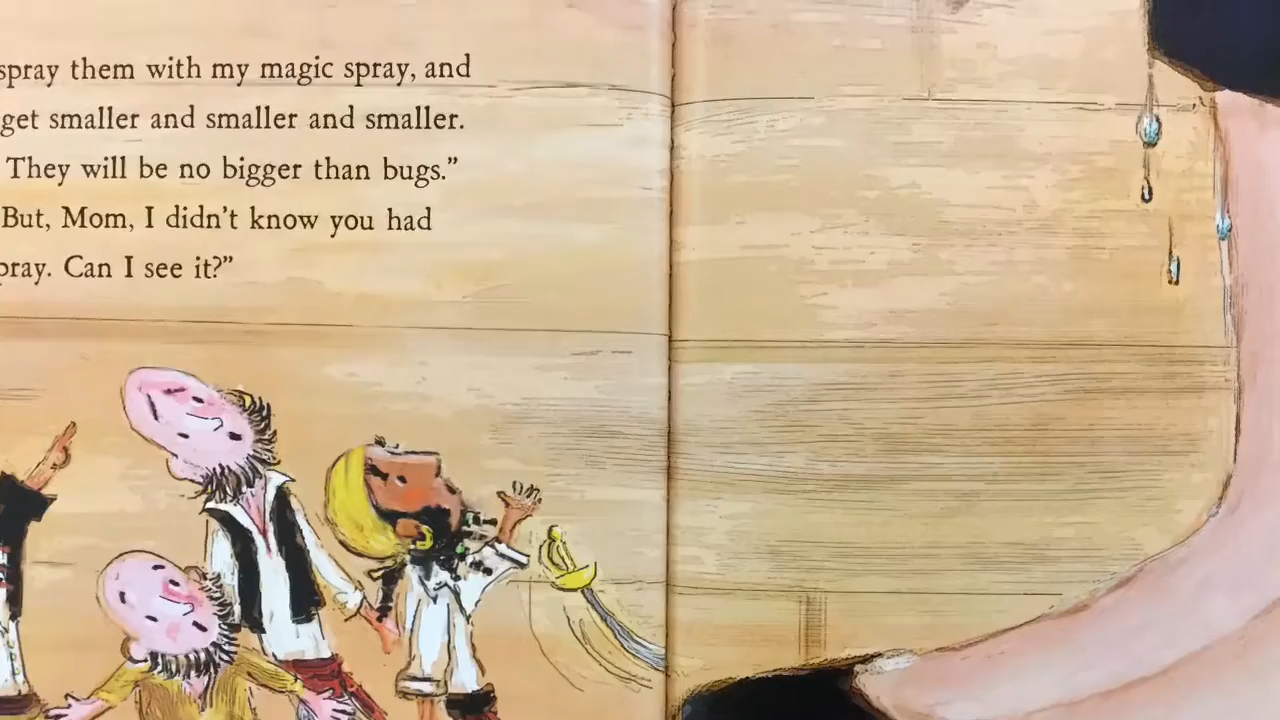 spray them with my magic spray, and
get smaller and smaller and smaller.
They will be no bigger than bugs.”
But, Mom, I didn’t know you had
pray. Can I see it?”